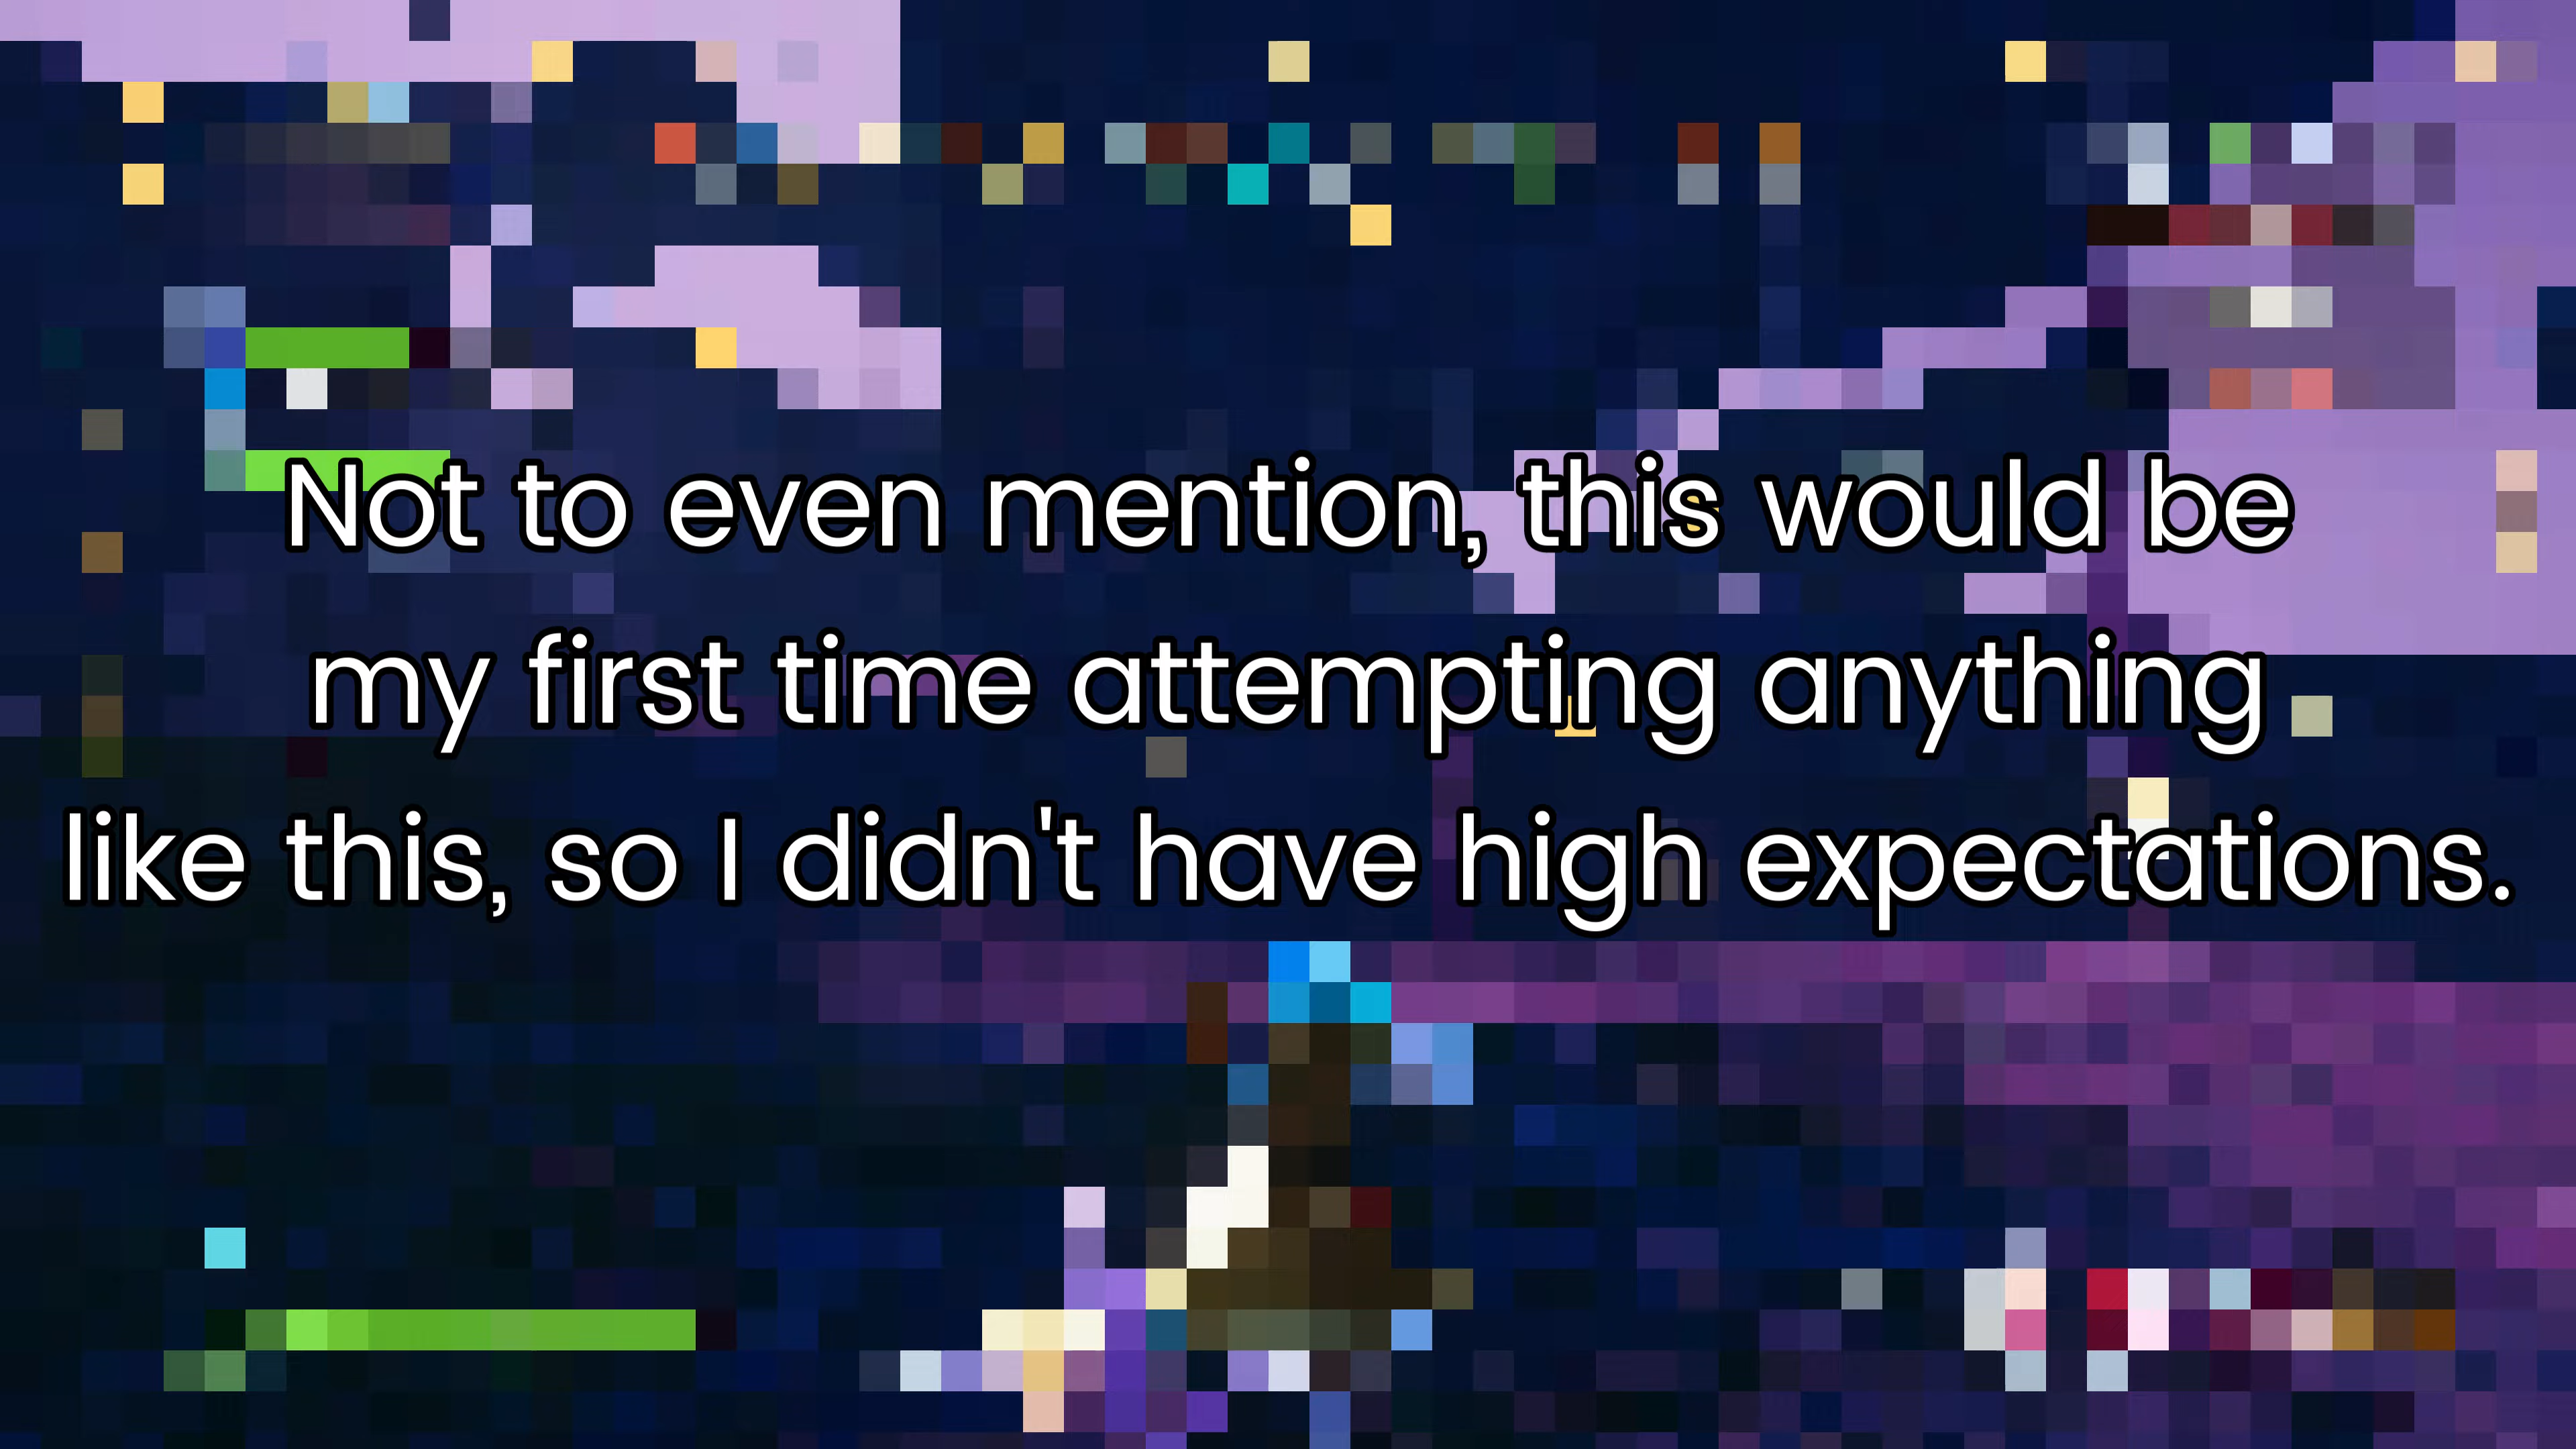 Not to even mention, this would be
my first time attempting anything
like this, so I didn't have high expectations.